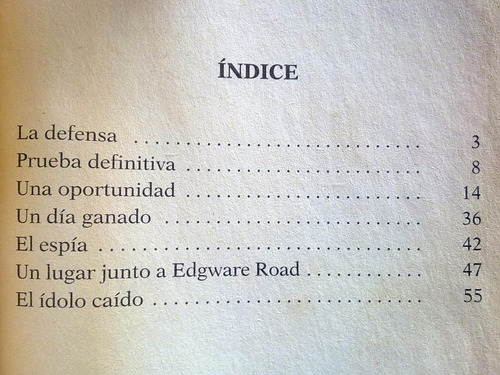 ÍNDICE
La defensa .............................. 3
Prueba definitiva ........................ 8
Una oportunidad ........................ 14
Un día ganado .......................... 36
El espía ................................ 42
Un lugar junto a Edgware Road ........... 47
El ídolo caído ........................... 55